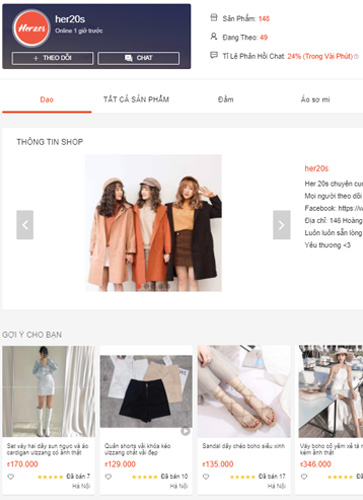 Her20s
her20s
Online 1 giờ trước
+ THEO DÕI
CHAT
Sản Phẩm: 148
Đang Theo: 49
Tỉ Lệ Phản Hồi Chat: 24% (Trong Vài Phút)
Dạo
TẤT CẢ SẢN PHẨM
Đầm
Áo sơ mi
THÔNG TIN SHOP
her20s
Her 20s chuyên cu
Mọi người theo dõi
Facebook: https://w
Địa chỉ: 146 Hoàng
Luôn luôn sẵn lòng
Yêu thương <3
GỢI Ý CHO BẠN
Set váy hai dây sun ngực và áo
cardigan ulzzang có ảnh thật
₫170.000
Đã bán 7
Hà Nội
Quần shorts vải khóa kéo
ulzzang chất vải đẹp
₫129.000
Đã bán 10
Hà Nội
Sandal dây chéo boho siêu xinh
₫135.000
Đã bán 17
Hà Nội
Váy boho cổ yếm xẻ tà n
kèm ảnh thật
₫346.000